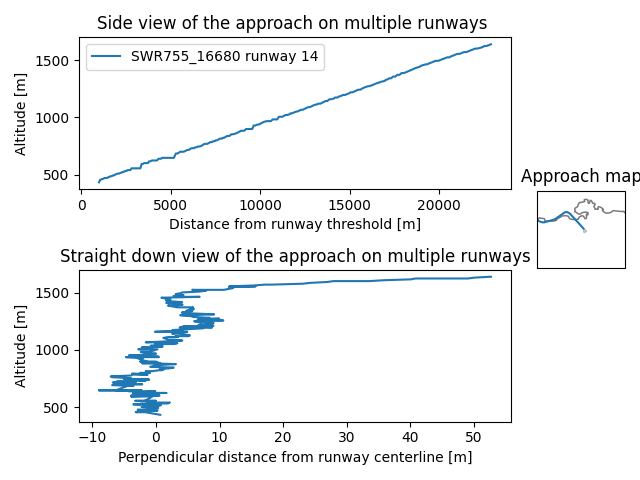 Side view of the approach on multiple runways
SWR755_16680 runway 14
Altitude [m]
1500
1000
500
0
5000
10000
15000
20000
Distance from runway threshold [m]
Approach map
Straight down view of the approach on multiple runways
Altitude [m]
1500
1000
500
−10
0
10
20
30
40
50
Perpendicular distance from runway centerline [m]